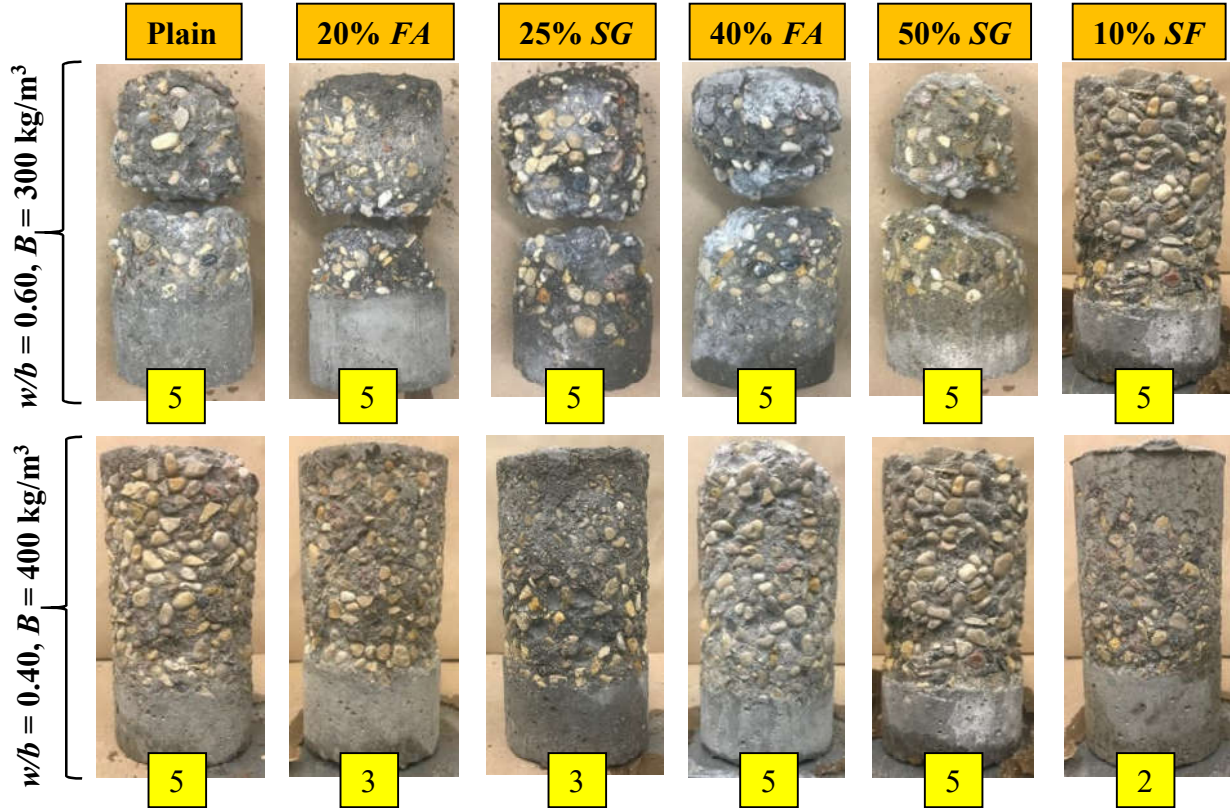 Plain
20% FA
25% SG
40% FA
50% SG
10% SF
w/b = 0.60, B = 300 kg/m³
5
5
5
5
5
5
w/b = 0.40, B = 400 kg/m³
5
3
3
5
5
2